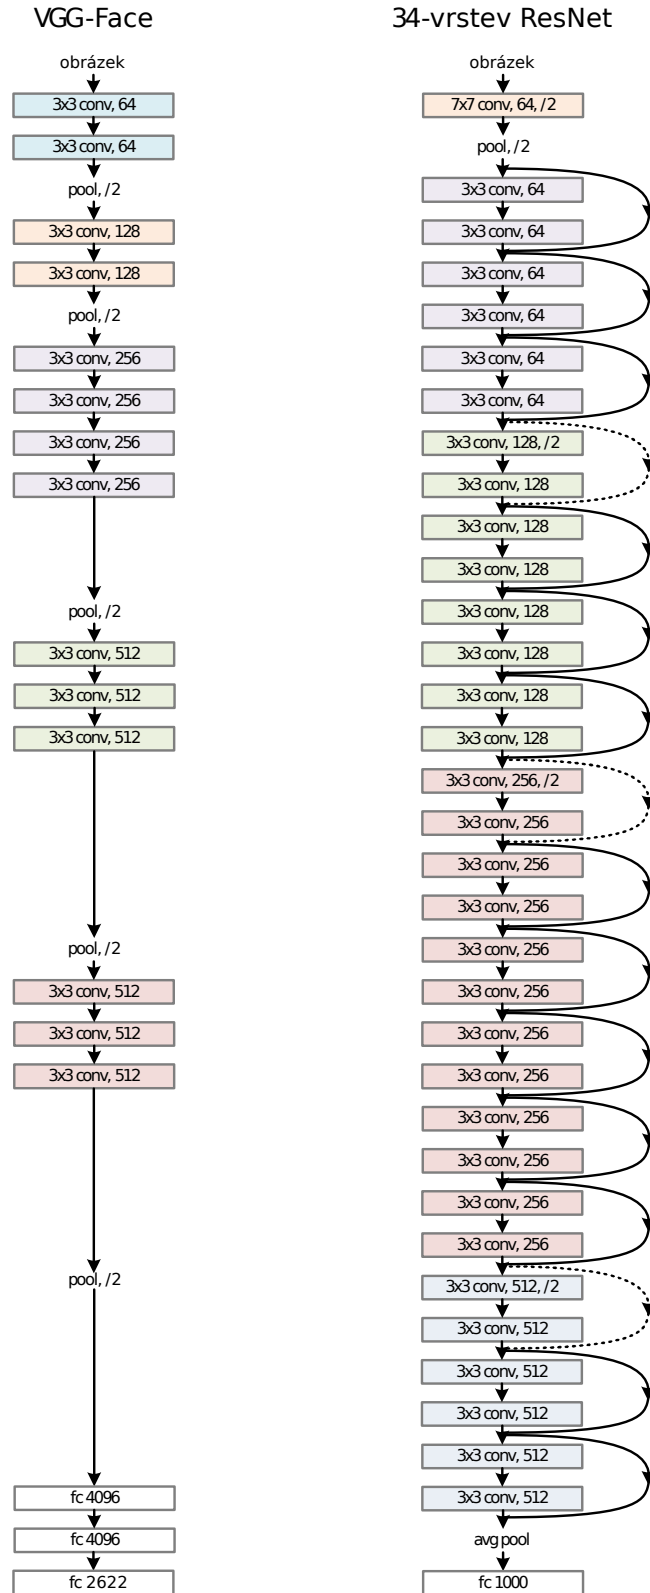 VGG-Face
obrázek
3x3 conv, 64
3x3 conv, 64
pool, /2
3x3 conv, 128
3x3 conv, 128
pool, /2
3x3 conv, 256
3x3 conv, 256
3x3 conv, 256
3x3 conv, 256
pool, /2
3x3 conv, 512
3x3 conv, 512
3x3 conv, 512
pool, /2
3x3 conv, 512
3x3 conv, 512
3x3 conv, 512
pool, /2
fc 4096
fc 4096
fc 2622
34-vrstev ResNet
obrázek
7x7 conv, 64, /2
pool, /2
3x3 conv, 64
3x3 conv, 64
3x3 conv, 64
3x3 conv, 64
3x3 conv, 64
3x3 conv, 64
3x3 conv, 128, /2
3x3 conv, 128
3x3 conv, 128
3x3 conv, 128
3x3 conv, 128
3x3 conv, 128
3x3 conv, 128
3x3 conv, 128
3x3 conv, 256, /2
3x3 conv, 256
3x3 conv, 256
3x3 conv, 256
3x3 conv, 256
3x3 conv, 256
3x3 conv, 256
3x3 conv, 256
3x3 conv, 256
3x3 conv, 256
3x3 conv, 256
3x3 conv, 256
3x3 conv, 512, /2
3x3 conv, 512
3x3 conv, 512
3x3 conv, 512
3x3 conv, 512
3x3 conv, 512
avg pool
fc 1000